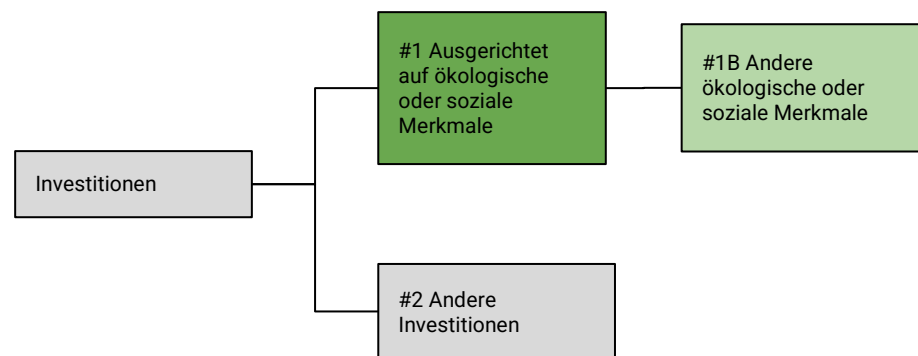 #1 Ausgerichtet
auf ökologische
oder soziale
Merkmale
#1B Andere
ökologische oder
soziale Merkmale
Investitionen
#2 Andere
Investitionen